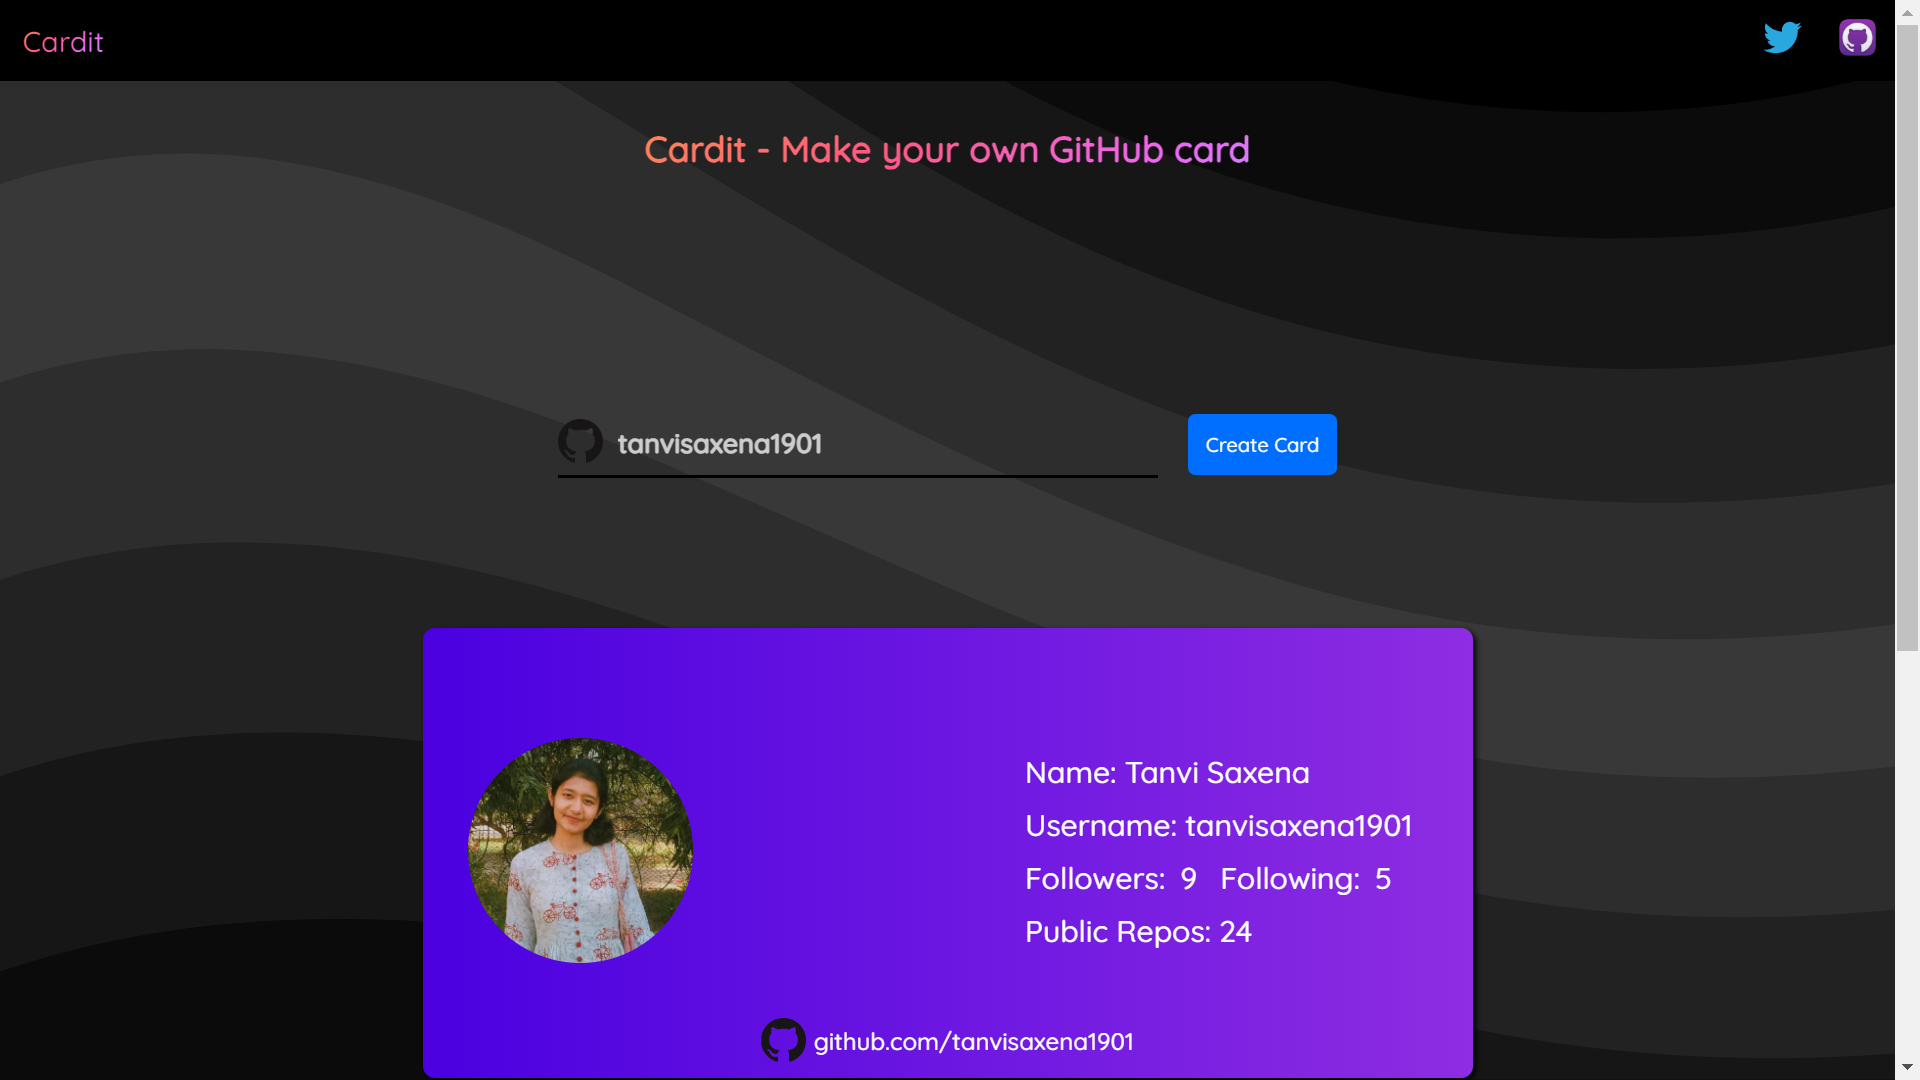 Cardit
Cardit - Make your own GitHub card
tanvisaxena1901
Create Card
Name: Tanvi Saxena
Username: tanvisaxena1901
Followers: 9 Following: 5
Public Repos: 24
github.com/tanvisaxena1901